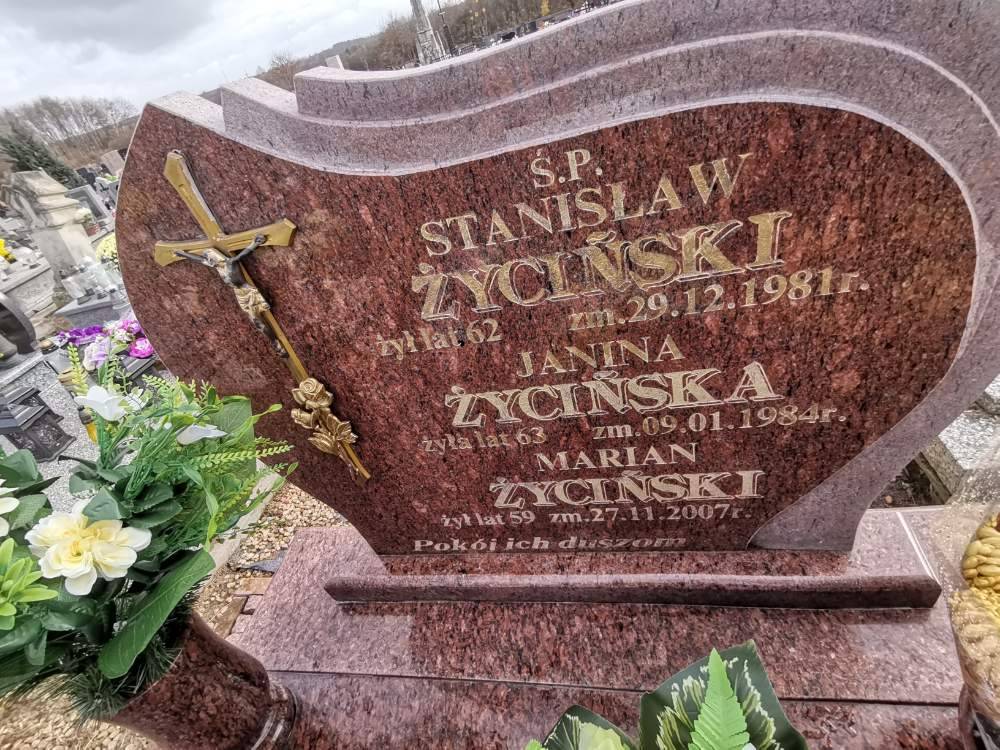 Ś.P.
STANISŁAW
ŻYCIŃSKI
żył lat 62 zm.29.12.1981r.
JANINA
ŻYCIŃSKA
żyła lat 63 zm.09.01.1984r.
MARIAN
ŻYCIŃSKI
żył lat 59 zm.27.11.2007r.
Pokój ich duszom